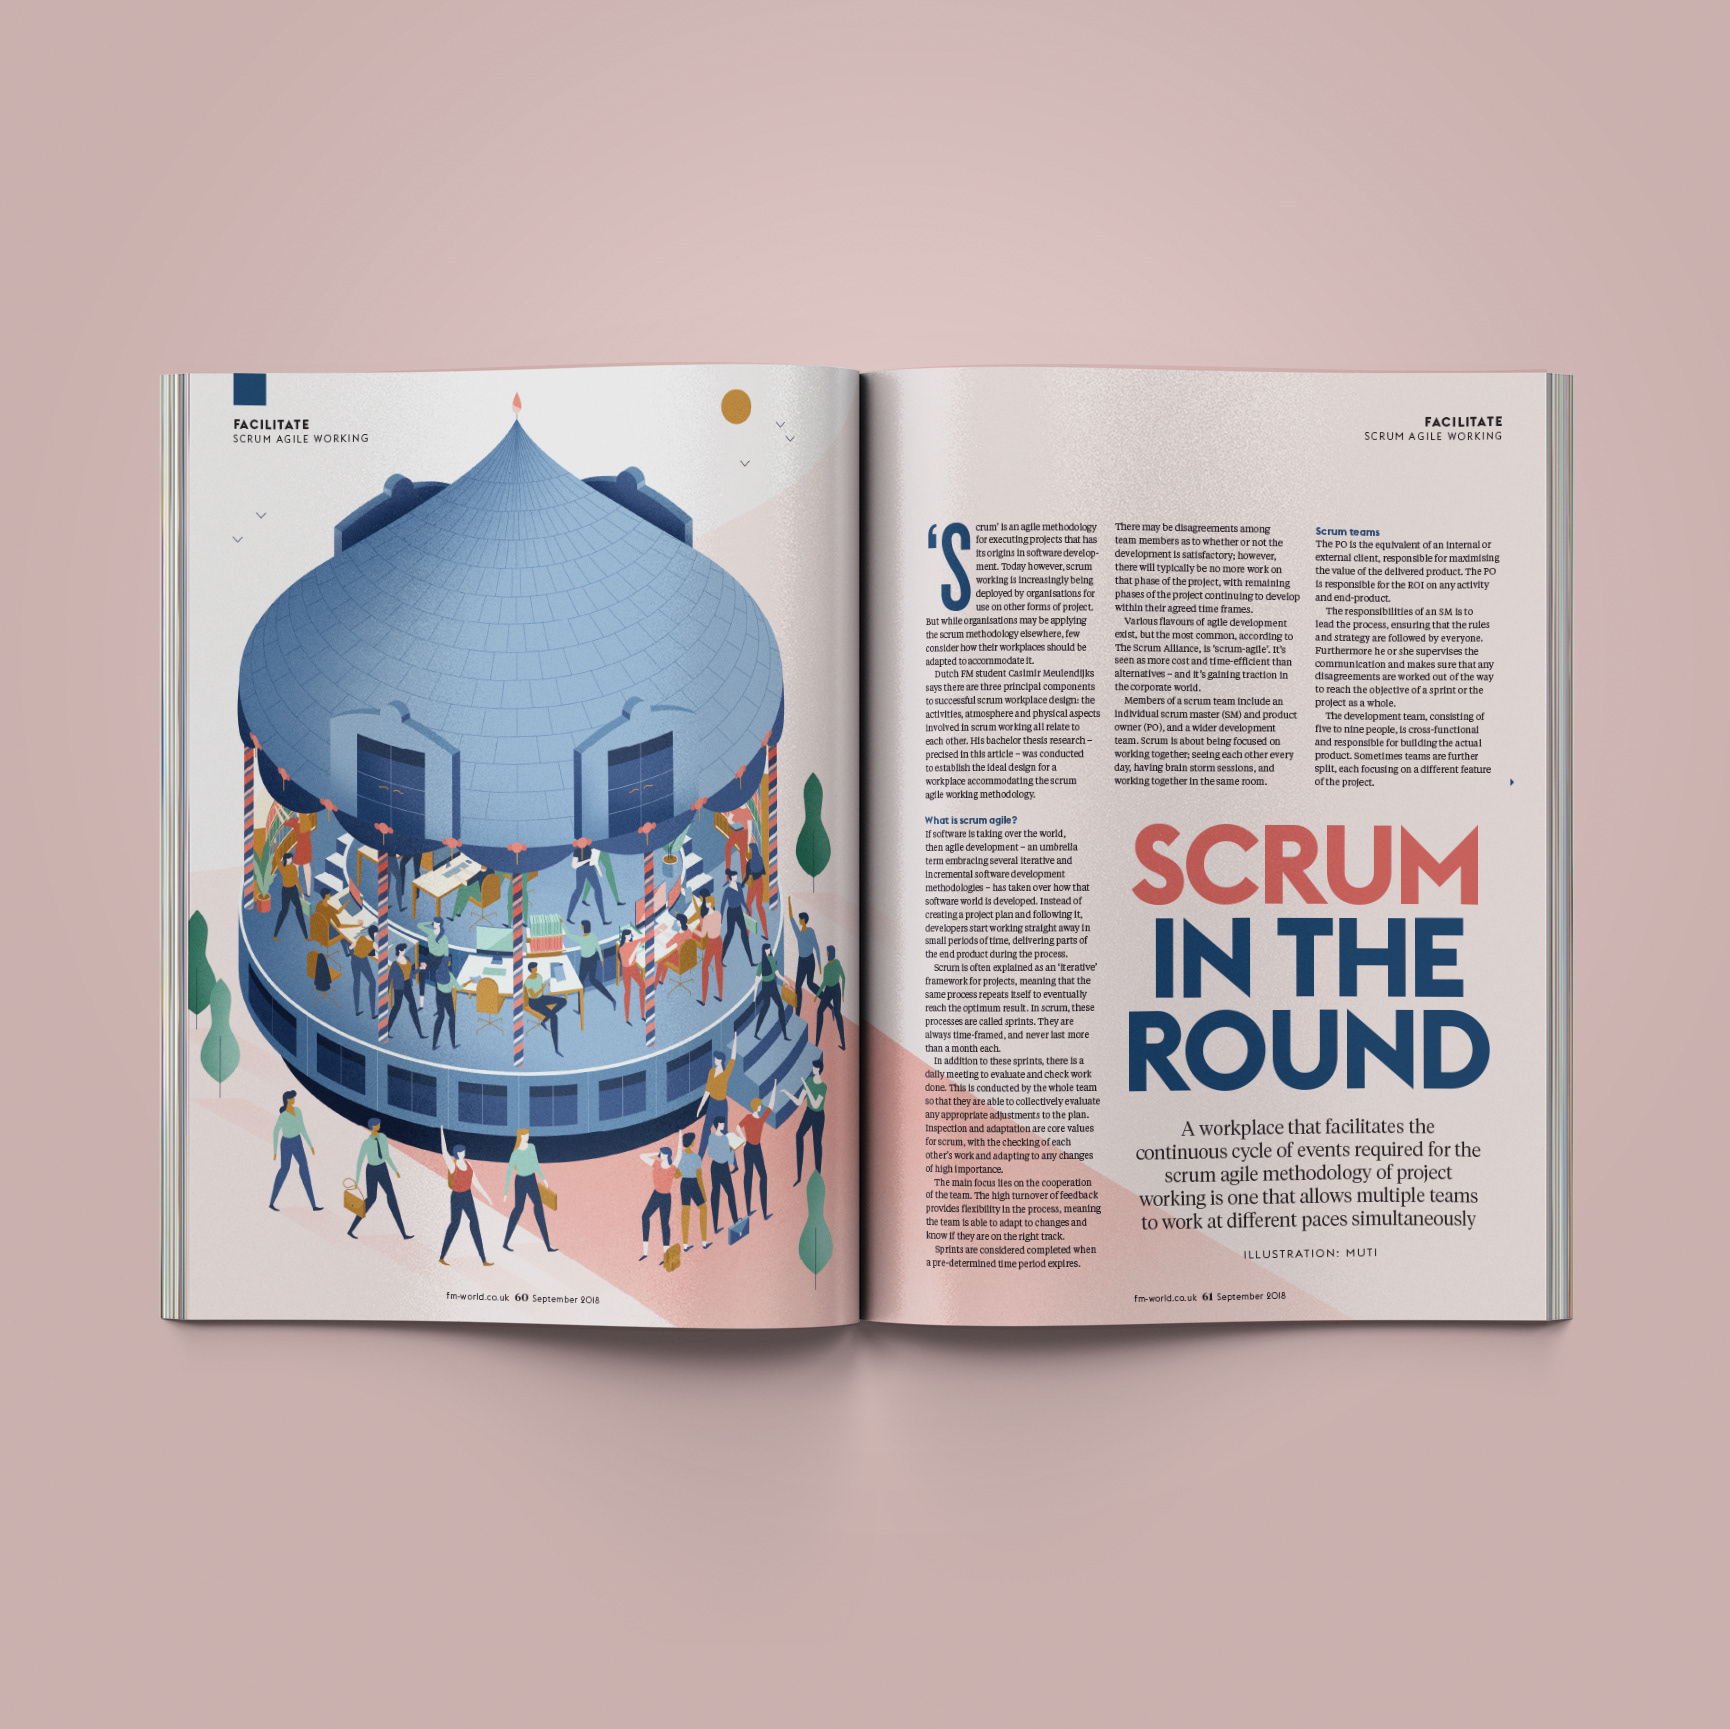 FACILITATE
SCRUM AGILE WORKING
fm-world.co.uk 60 September 2018
FACILITATE
SCRUM AGILE WORKING
'Scrum' is an agile methodology
for executing projects that has
its origins in software develop-
ment. Today however, scrum
working is increasingly being
deployed by organisations for
use on other forms of project.
But while organisations may be applying
the scrum methodology elsewhere, few
consider how their workplaces should be
adapted to accommodate it.
Dutch FM student Casimir Meulendijks
says there are three principal components
to successful scrum workplace design: the
activities, atmosphere and physical aspects
involved in scrum working all relate to
each other. His bachelor thesis research –
precised in this article – was conducted
to establish the ideal design for a
workplace accommodating the scrum
agile working methodology.
What is scrum agile?
If software is taking over the world,
then agile development – an umbrella
term embracing several iterative and
incremental software development
methodologies – has taken over how that
software world is developed. Instead of
creating a project plan and following it,
developers start working straight away in
small periods of time, delivering parts of
the end product during the process.
Scrum is often explained as an 'iterative'
framework for projects, meaning that the
same process repeats itself to eventually
reach the optimum result. In scrum, these
processes are called sprints. They are
always time-framed, and never last more
than a month each.
In addition to these sprints, there is a
daily meeting to evaluate and check work
done. This is conducted by the whole team
so that they are able to collectively evaluate
any appropriate adjustments to the plan.
Inspection and adaptation are core values
for scrum, with the checking of each
other's work and adapting to any changes
of high importance.
The main focus lies on the cooperation
of the team. The high turnover of feedback
provides flexibility in the process, meaning
the team is able to adapt to changes and
know if they are on the right track.
Sprints are considered completed when
a pre-determined time period expires.
There may be disagreements among
team members as to whether or not the
development is satisfactory; however,
there will typically be no more work on
that phase of the project, with remaining
phases of the project continuing to develop
within their agreed time frames.
Various flavours of agile development
exist, but the most common, according to
The Scrum Alliance, is 'scrum-agile'. It's
seen as more cost and time-efficient than
alternatives – and it's gaining traction in
the corporate world.
Members of a scrum team include an
individual scrum master (SM) and product
owner (PO), and a wider development
team. Scrum is about being focused on
working together; seeing each other every
day, having brain storm sessions, and
working together in the same room.
Scrum teams
The PO is the equivalent of an internal or
external client, responsible for maximising
the value of the delivered product. The PO
is responsible for the ROI on any activity
and end-product.
The responsibilities of an SM is to
lead the process, ensuring that the rules
and strategy are followed by everyone.
Furthermore he or she supervises the
communication and makes sure that any
disagreements are worked out of the way
to reach the objective of a sprint or the
project as a whole.
The development team, consisting of
five to nine people, is cross-functional
and responsible for building the actual
product. Sometimes teams are further
split, each focusing on a different feature
of the project.
SCRUM
IN THE
ROUND
A workplace that facilitates the
continuous cycle of events required for the
scrum agile methodology of project
working is one that allows multiple teams
to work at different paces simultaneously
ILLUSTRATION: MUTI
fm-world.co.uk 61 September 2018